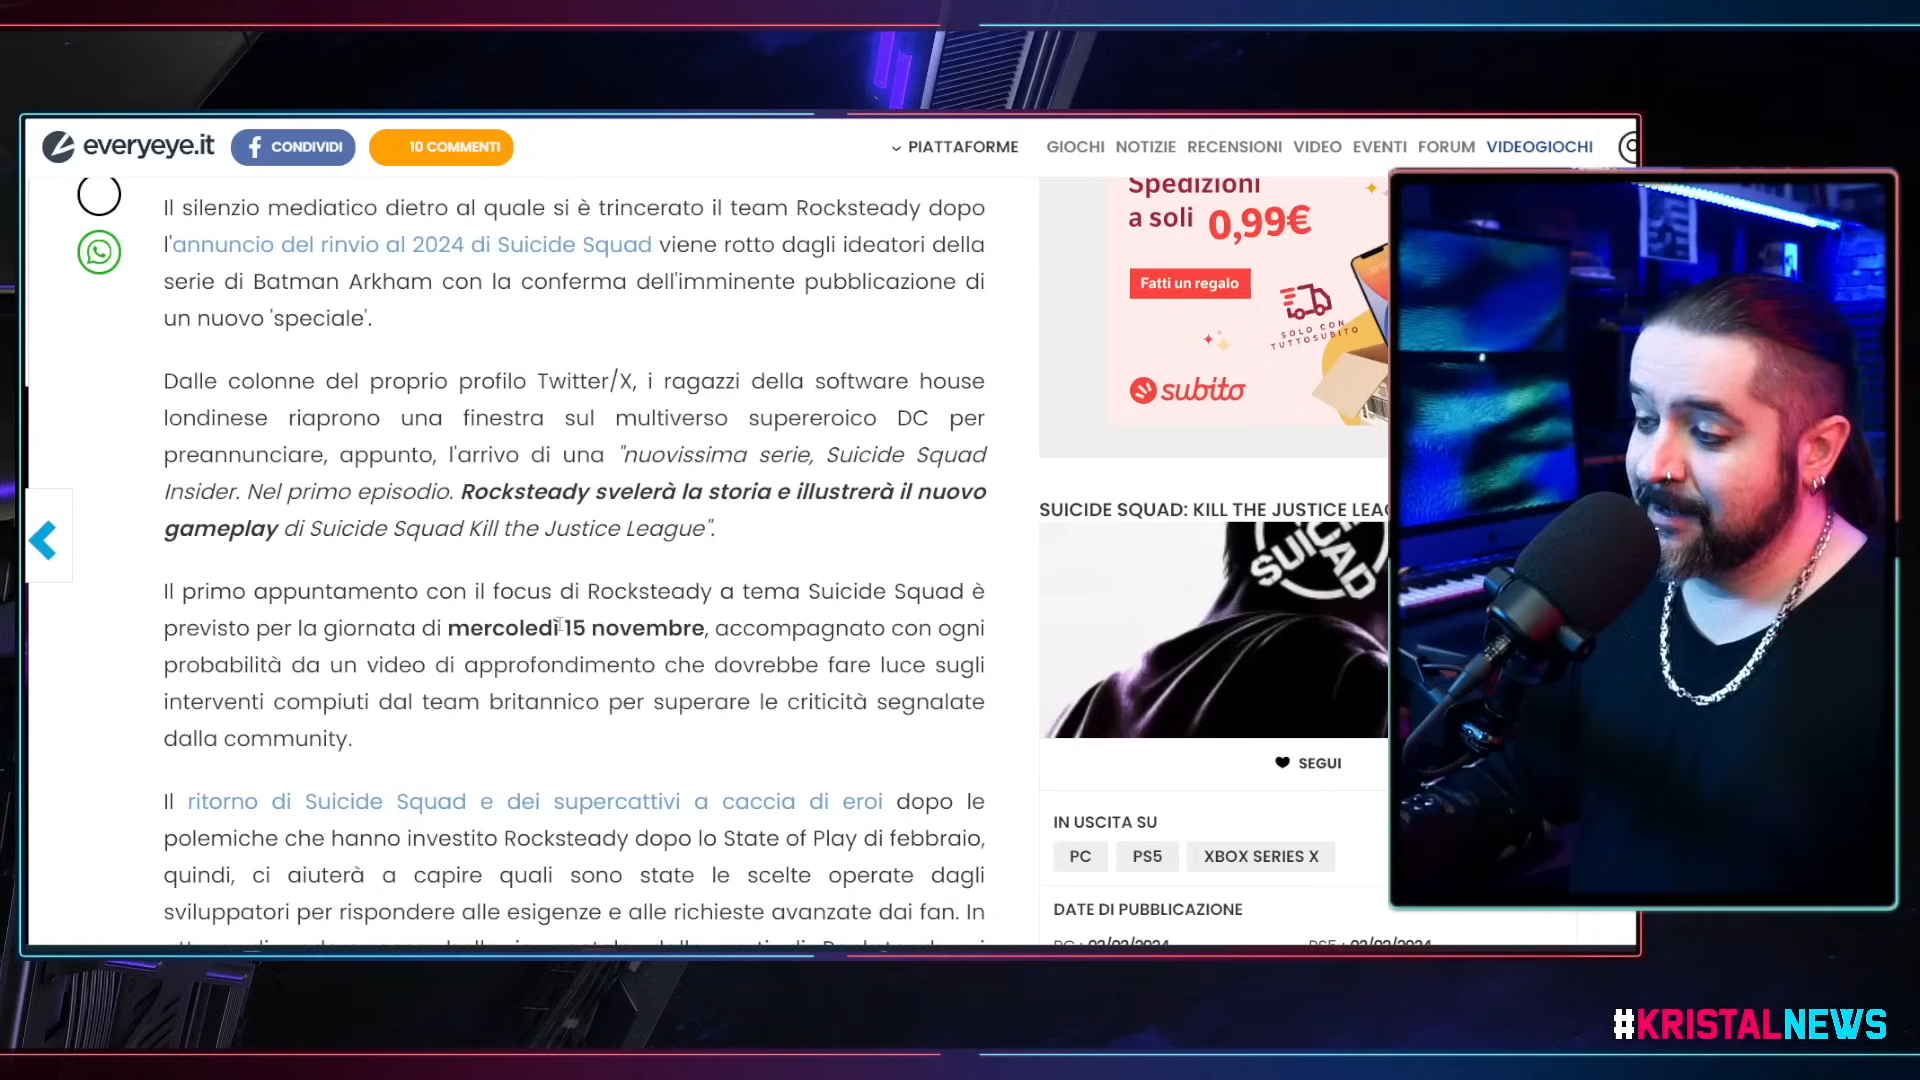 everyeye.it
CONDIVIDI
10 COMMENTI
PIATTAFORME
GIOCHI NOTIZIE RECENSIONI VIDEO EVENTI FORUM VIDEOGIOCHI
Il silenzio mediatico dietro al quale si è trincerato il team Rocksteady dopo
l'annuncio del rinvio al 2024 di Suicide Squad viene rotto dagli ideatori della
serie di Batman Arkham con la conferma dell'imminente pubblicazione di
un nuovo 'speciale'.
Dalle colonne del proprio profilo Twitter/X, i ragazzi della software house
londinese riaprono una finestra sul multiverso supereroico DC per
preannunciare, appunto, l'arrivo di una "nuovissima serie, Suicide Squad
Insider. Nel primo episodio. Rocksteady svelerà la storia e illustrerà il nuovo
gameplay di Suicide Squad Kill the Justice League".
Il primo appuntamento con il focus di Rocksteady a tema Suicide Squad è
previsto per la giornata di mercoledì 15 novembre, accompagnato con ogni
probabilità da un video di approfondimento che dovrebbe fare luce sugli
interventi compiuti dal team britannico per superare le criticità segnalate
dalla community.
Il ritorno di Suicide Squad e dei supercattivi a caccia di eroi dopo le
polemiche che hanno investito Rocksteady dopo lo State of Play di febbraio,
quindi, ci aiuterà a capire quali sono state le scelte operate dagli
sviluppatori per rispondere alle esigenze e alle richieste avanzate dai fan. In
Spedizioni
a soli 0,99€
Fatti un regalo
SOLO CON
TUTTOSUBITO
subito
SUICIDE SQUAD: KILL THE JUSTICE LEA
SUICI
SQUAD
SEGUI
IN USCITA SU
PC PS5 XBOX SERIES X
DATE DI PUBBLICAZIONE
PC : 02/02/2024 PS5 : 02/02/2024
#KRISTALNEWS